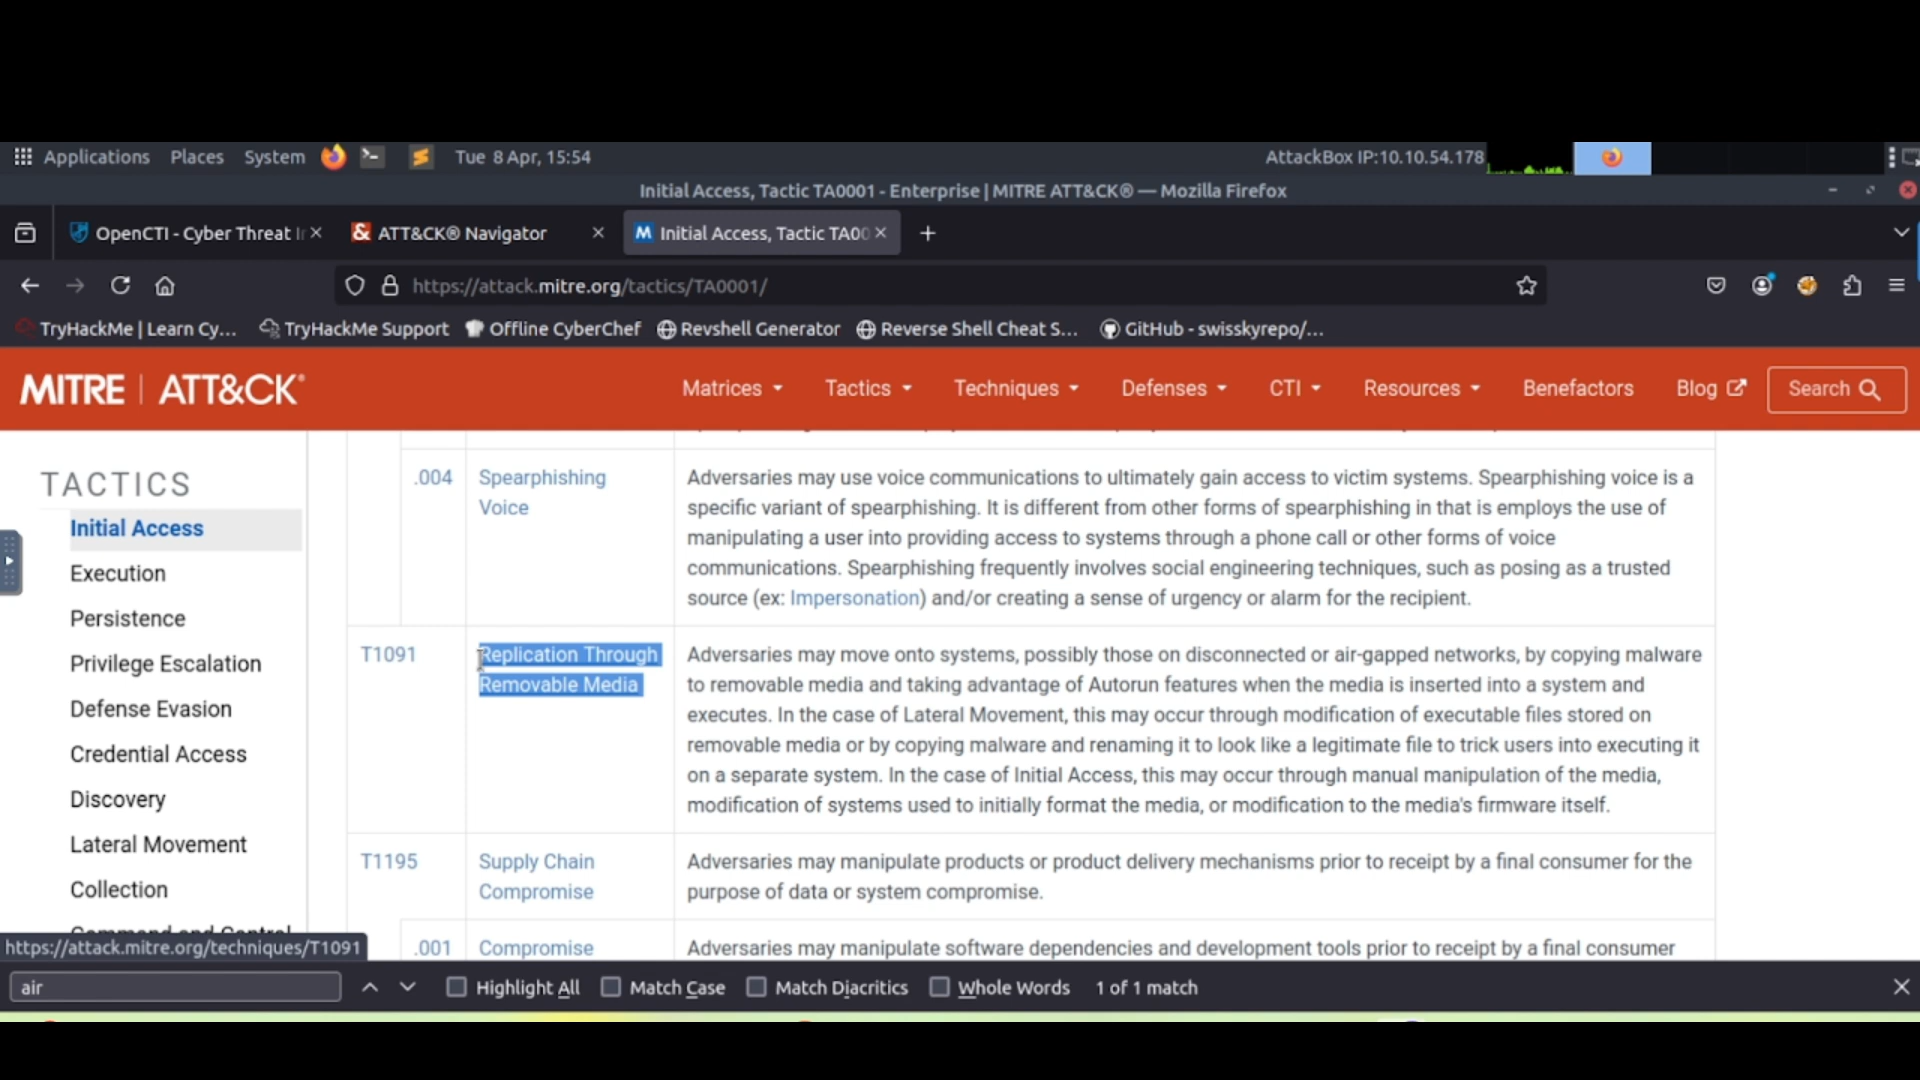 Applications Places System Tue 8 Apr, 15:54 AttackBox IP:10.10.54.178
Initial Access, Tactic TA0001 - Enterprise | MITRE ATT&CK® — Mozilla Firefox
OpenCTI - Cyber Threat I ATT&CK® Navigator Initial Access, Tactic TA00
https://attack.mitre.org/tactics/TA0001/
TryHackMe | Learn Cy... TryHackMe Support Offline CyberChef Revshell Generator Reverse Shell Cheat S... GitHub - swisskyrepo/...
MITRE | ATT&CK® Matrices Tactics Techniques Defenses CTI Resources Benefactors Blog Search
TACTICS
Initial Access
Execution
Persistence
Privilege Escalation
Defense Evasion
Credential Access
Discovery
Lateral Movement
Collection
Command and Control
.004 Spearphishing Voice
Adversaries may use voice communications to ultimately gain access to victim systems. Spearphishing voice is a
specific variant of spearphishing. It is different from other forms of spearphishing in that is employs the use of
manipulating a user into providing access to systems through a phone call or other forms of voice
communications. Spearphishing frequently involves social engineering techniques, such as posing as a trusted
source (ex: Impersonation) and/or creating a sense of urgency or alarm for the recipient.
T1091 Replication Through
Removable Media
Adversaries may move onto systems, possibly those on disconnected or air-gapped networks, by copying malware
to removable media and taking advantage of Autorun features when the media is inserted into a system and
executes. In the case of Lateral Movement, this may occur through modification of executable files stored on
removable media or by copying malware and renaming it to look like a legitimate file to trick users into executing it
on a separate system. In the case of Initial Access, this may occur through manual manipulation of the media,
modification of systems used to initially format the media, or modification to the media's firmware itself.
T1195 Supply Chain
Compromise
Adversaries may manipulate products or product delivery mechanisms prior to receipt by a final consumer for the
purpose of data or system compromise.
.001 Compromise
Adversaries may manipulate software dependencies and development tools prior to receipt by a final consumer
https://attack.mitre.org/techniques/T1091
air Highlight All Match Case Match Diacritics Whole Words 1 of 1 match